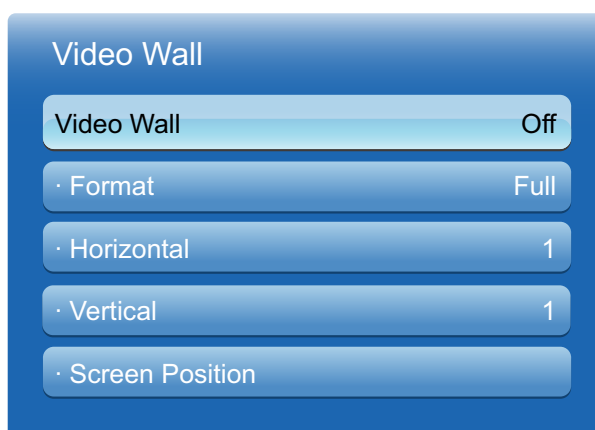 Video Wall
Video Wall Off
· Format Full
· Horizontal 1
· Vertical 1
· Screen Position